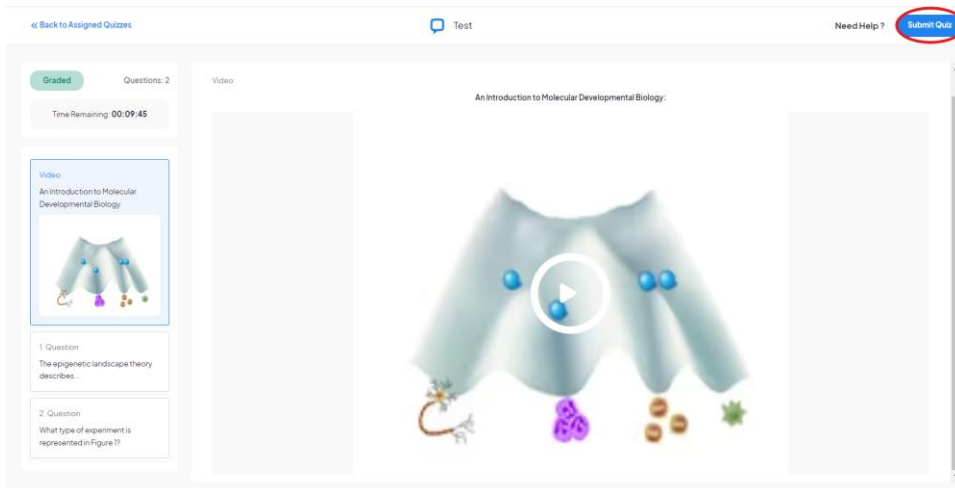 « Back to Assigned Quizzes
Test
Need Help ?
Submit Quiz
Graded
Questions: 2
Time Remaining: 00:09:45
Video
An Introduction to Molecular
Developmental Biology
1. Question
The epigenetic landscape theory
describes...
2. Question
What type of experiment is
represented in Figure 1?
Video
An Introduction to Molecular Developmental Biology: